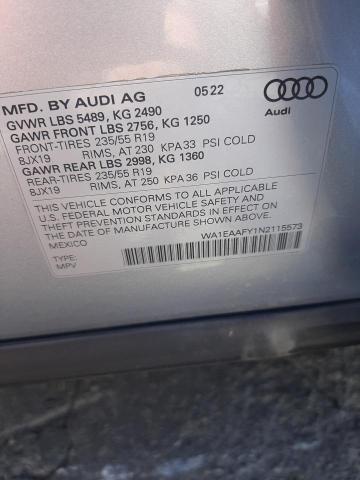 MFD. BY AUDI AG 05 22
GVWR LBS 5489, KG 2490
GAWR FRONT LBS 2756, KG 1250
FRONT-TIRES 235/55 R19
8JX19 RIMS, AT 230 KPA33 PSI COLD
GAWR REAR LBS 2998, KG 1360
REAR-TIRES 235/55 R19
8JX19 RIMS, AT 250 KPA36 PSI COLD
THIS VEHICLE CONFORMS TO ALL APPLICABLE
U.S. FEDERAL MOTOR VEHICLE SAFETY AND
THEFT PREVENTION STANDARDS IN EFFECT ON
THE DATE OF MANUFACTURE SHOWN ABOVE.
MEXICO
TYPE:
MPV
WA1EAAFY1N2115573
Audi